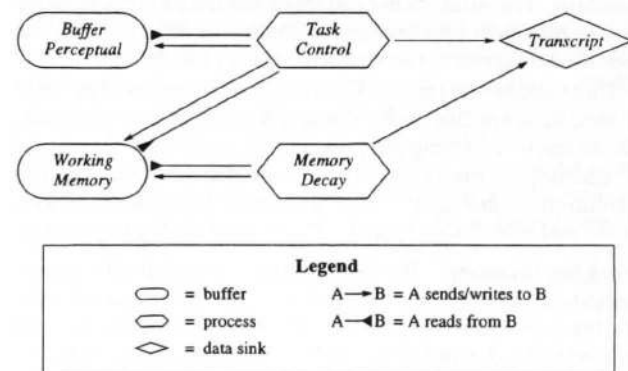 Buffer
Perceptual
Task
Control
Transcript
Working
Memory
Memory
Decay
Legend
= buffer
A B = A sends/writes to B
= process
A B = A reads from B
= data sink